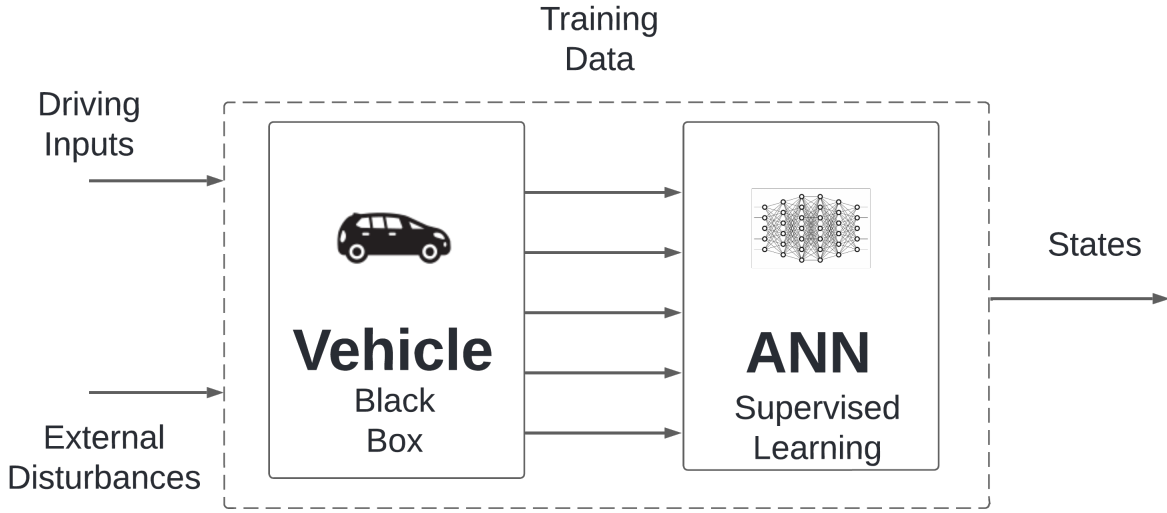 Training
Data
Driving
Inputs
Vehicle
Black
Box
ANN
Supervised
Learning
States
External
Disturbances